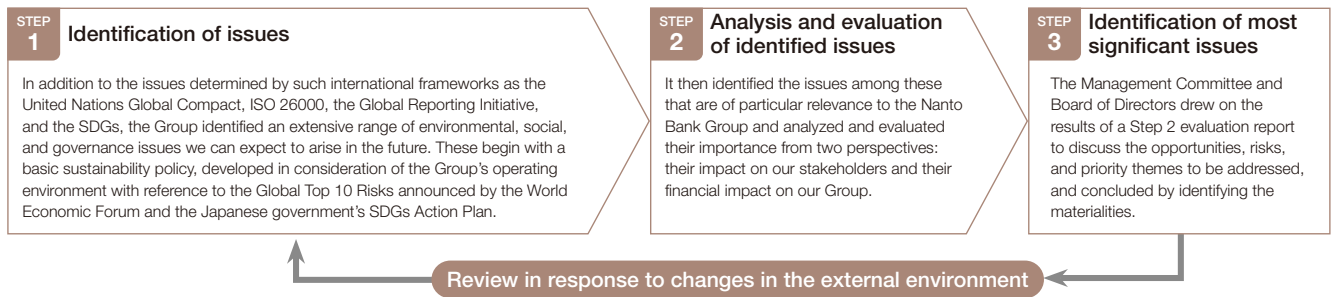 STEP
1
Identification of issues
In addition to the issues determined by such international frameworks as the
United Nations Global Compact, ISO 26000, the Global Reporting Initiative,
and the SDGs, the Group identified an extensive range of environmental, social,
and governance issues we can expect to arise in the future. These begin with a
basic sustainability policy, developed in consideration of the Group's operating
environment with reference to the Global Top 10 Risks announced by the World
Economic Forum and the Japanese government's SDGs Action Plan.
STEP
2
Analysis and evaluation
of identified issues
It then identified the issues among these
that are of particular relevance to the Nanto
Bank Group and analyzed and evaluated
their importance from two perspectives:
their impact on our stakeholders and their
financial impact on our Group.
STEP
3
Identification of most
significant issues
The Management Committee and
Board of Directors drew on the
results of a Step 2 evaluation report
to discuss the opportunities, risks,
and priority themes to be addressed,
and concluded by identifying the
materialities.
Review in response to changes in the external environment